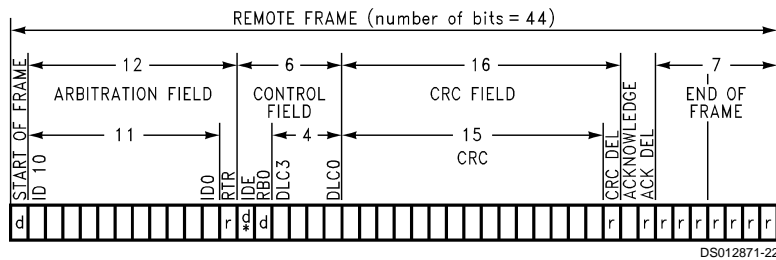 REMOTE FRAME (number of bits = 44)
12
6
16
7
ARBITRATION FIELD
CONTROL
FIELD
CRC FIELD
END OF
FRAME
11
4
15
CRC
START OF FRAME
ID 10
ID0
RTR
IDE
RB0
DLC3
DLC0
CRC DEL
ACKNOWLEDGE
ACK DEL
d r d * d r r r r r r r r r
DS012871-22